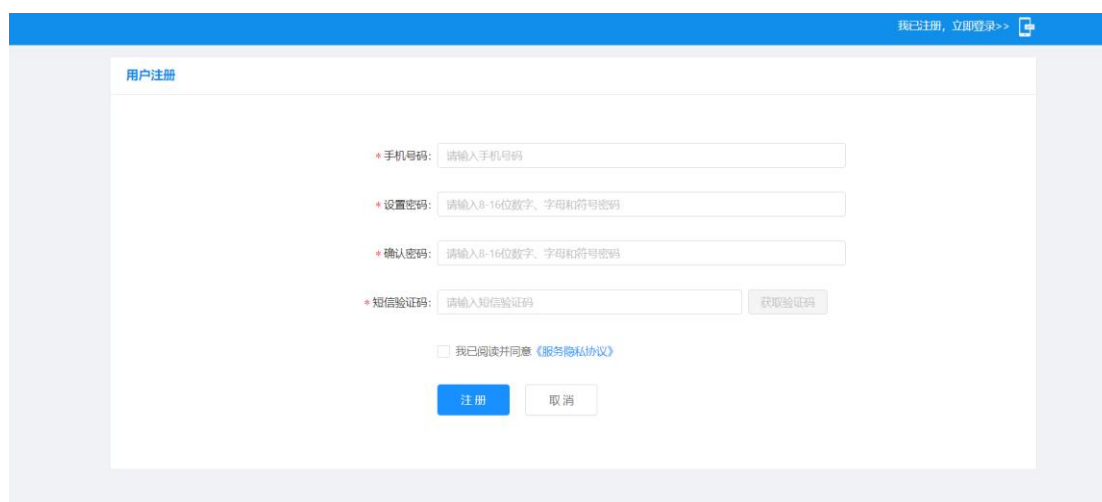 我已注册，立即登录>>
用户注册
*手机号码: 请输入手机号码
*设置密码: 请输入8-16位数字、字母和符号密码
*确认密码: 请输入8-16位数字、字母和符号密码
*短信验证码: 请输入短信验证码 获取验证码
我已阅读并同意《服务隐私协议》
注册 取消